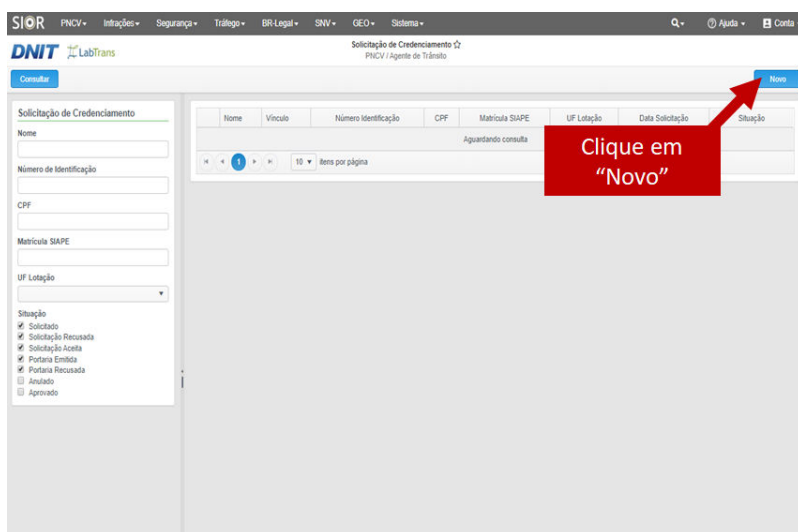 SIOR PNCV Infrações Segurança Tráfego BR-Legal SNV GEO Sistema Ajuda Conta
DNIT LabTrans
Solicitação de Credenciamento
PNCV / Agente de Trânsito
Consultar
Novo
Solicitação de Credenciamento
Nome
Número de Identificação
CPF
Matrícula SIAPE
UF Lotação
Situação
Solicitado
Solicitação Recusada
Solicitação Aceita
Portaria Emitida
Portaria Recusada
Anulado
Aprovado
Nome Vínculo Número Identificação CPF Matrícula SIAPE UF Lotação Data Solicitação Situação
Aguardando consulta
1 10 itens por página
Clique em
“Novo”